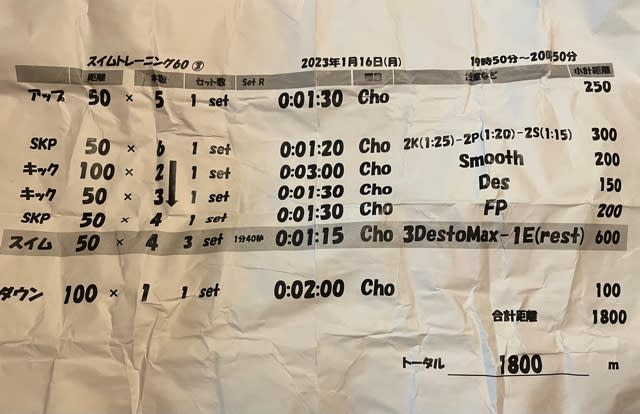 スイムトレーニング60 ③ 2023年1月16日(月) 19時50分〜20時50分
距離 本数 セット数 Set R 種目 注意など 小計距離
アップ 50 × 5 1 set 0:01:30 Cho 250
SKP 50 × 6 1 set 0:01:20 Cho 2K(1:25)-2P(1:20)-2S(1:15) 300
キック 100 × 2 1 set 0:03:00 Cho Smooth 200
キック 50 × 3 1 set 0:01:30 Cho Des 150
SKP 50 × 4 1 set 0:01:30 Cho FP 200
スイム 50 × 4 3 set 1分40秒 0:01:15 Cho 3DestoMax-1E(rest) 600
ダウン 100 × 1 1 set 0:02:00 Cho 100
合計距離 1800
トータル 1800 m